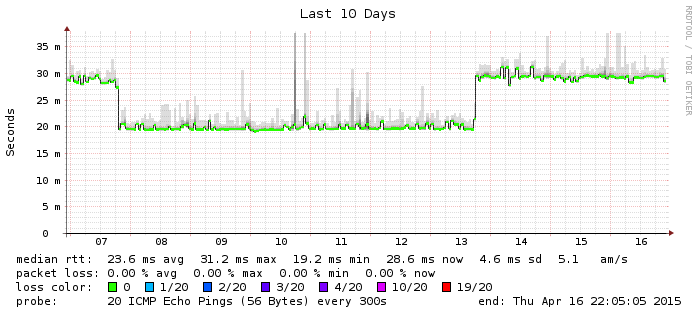 Last 10 Days
RRDTOOL / TOBI OETIKER
Seconds
35 m
30 m
25 m
20 m
15 m
10 m
5 m
0
07 08 09 10 11 12 13 14 15 16
median rtt: 23.6 ms avg 31.2 ms max 19.2 ms min 28.6 ms now 4.6 ms sd 5.1 am/s
packet loss: 0.00 % avg 0.00 % max 0.00 % min 0.00 % now
loss color: 0 1/20 2/20 3/20 4/20 10/20 19/20
probe: 20 ICMP Echo Pings (56 Bytes) every 300s end: Thu Apr 16 22:05:05 2015